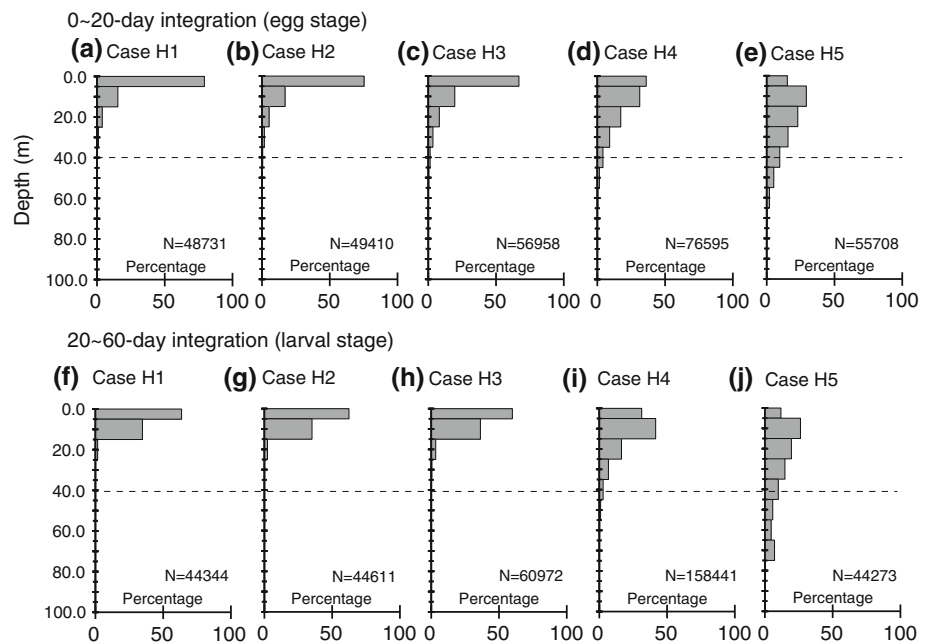 0~20-day integration (egg stage)
(a) Case H1 (b) Case H2 (c) Case H3 (d) Case H4 (e) Case H5
0.0
20.0
40.0
60.0
80.0
100.0
Depth (m)
N=48731 N=49410 N=56958 N=76595 N=55708
Percentage Percentage Percentage Percentage Percentage
0 50 100 0 50 100 0 50 100 0 50 100 0 50 100
20~60-day integration (larval stage)
(f) Case H1 (g) Case H2 (h) Case H3 (i) Case H4 (j) Case H5
0.0
20.0
40.0
60.0
80.0
100.0
N=44344 N=44611 N=60972 N=158441 N=44273
Percentage Percentage Percentage Percentage Percentage
0 50 100 0 50 100 0 50 100 0 50 100 0 50 100